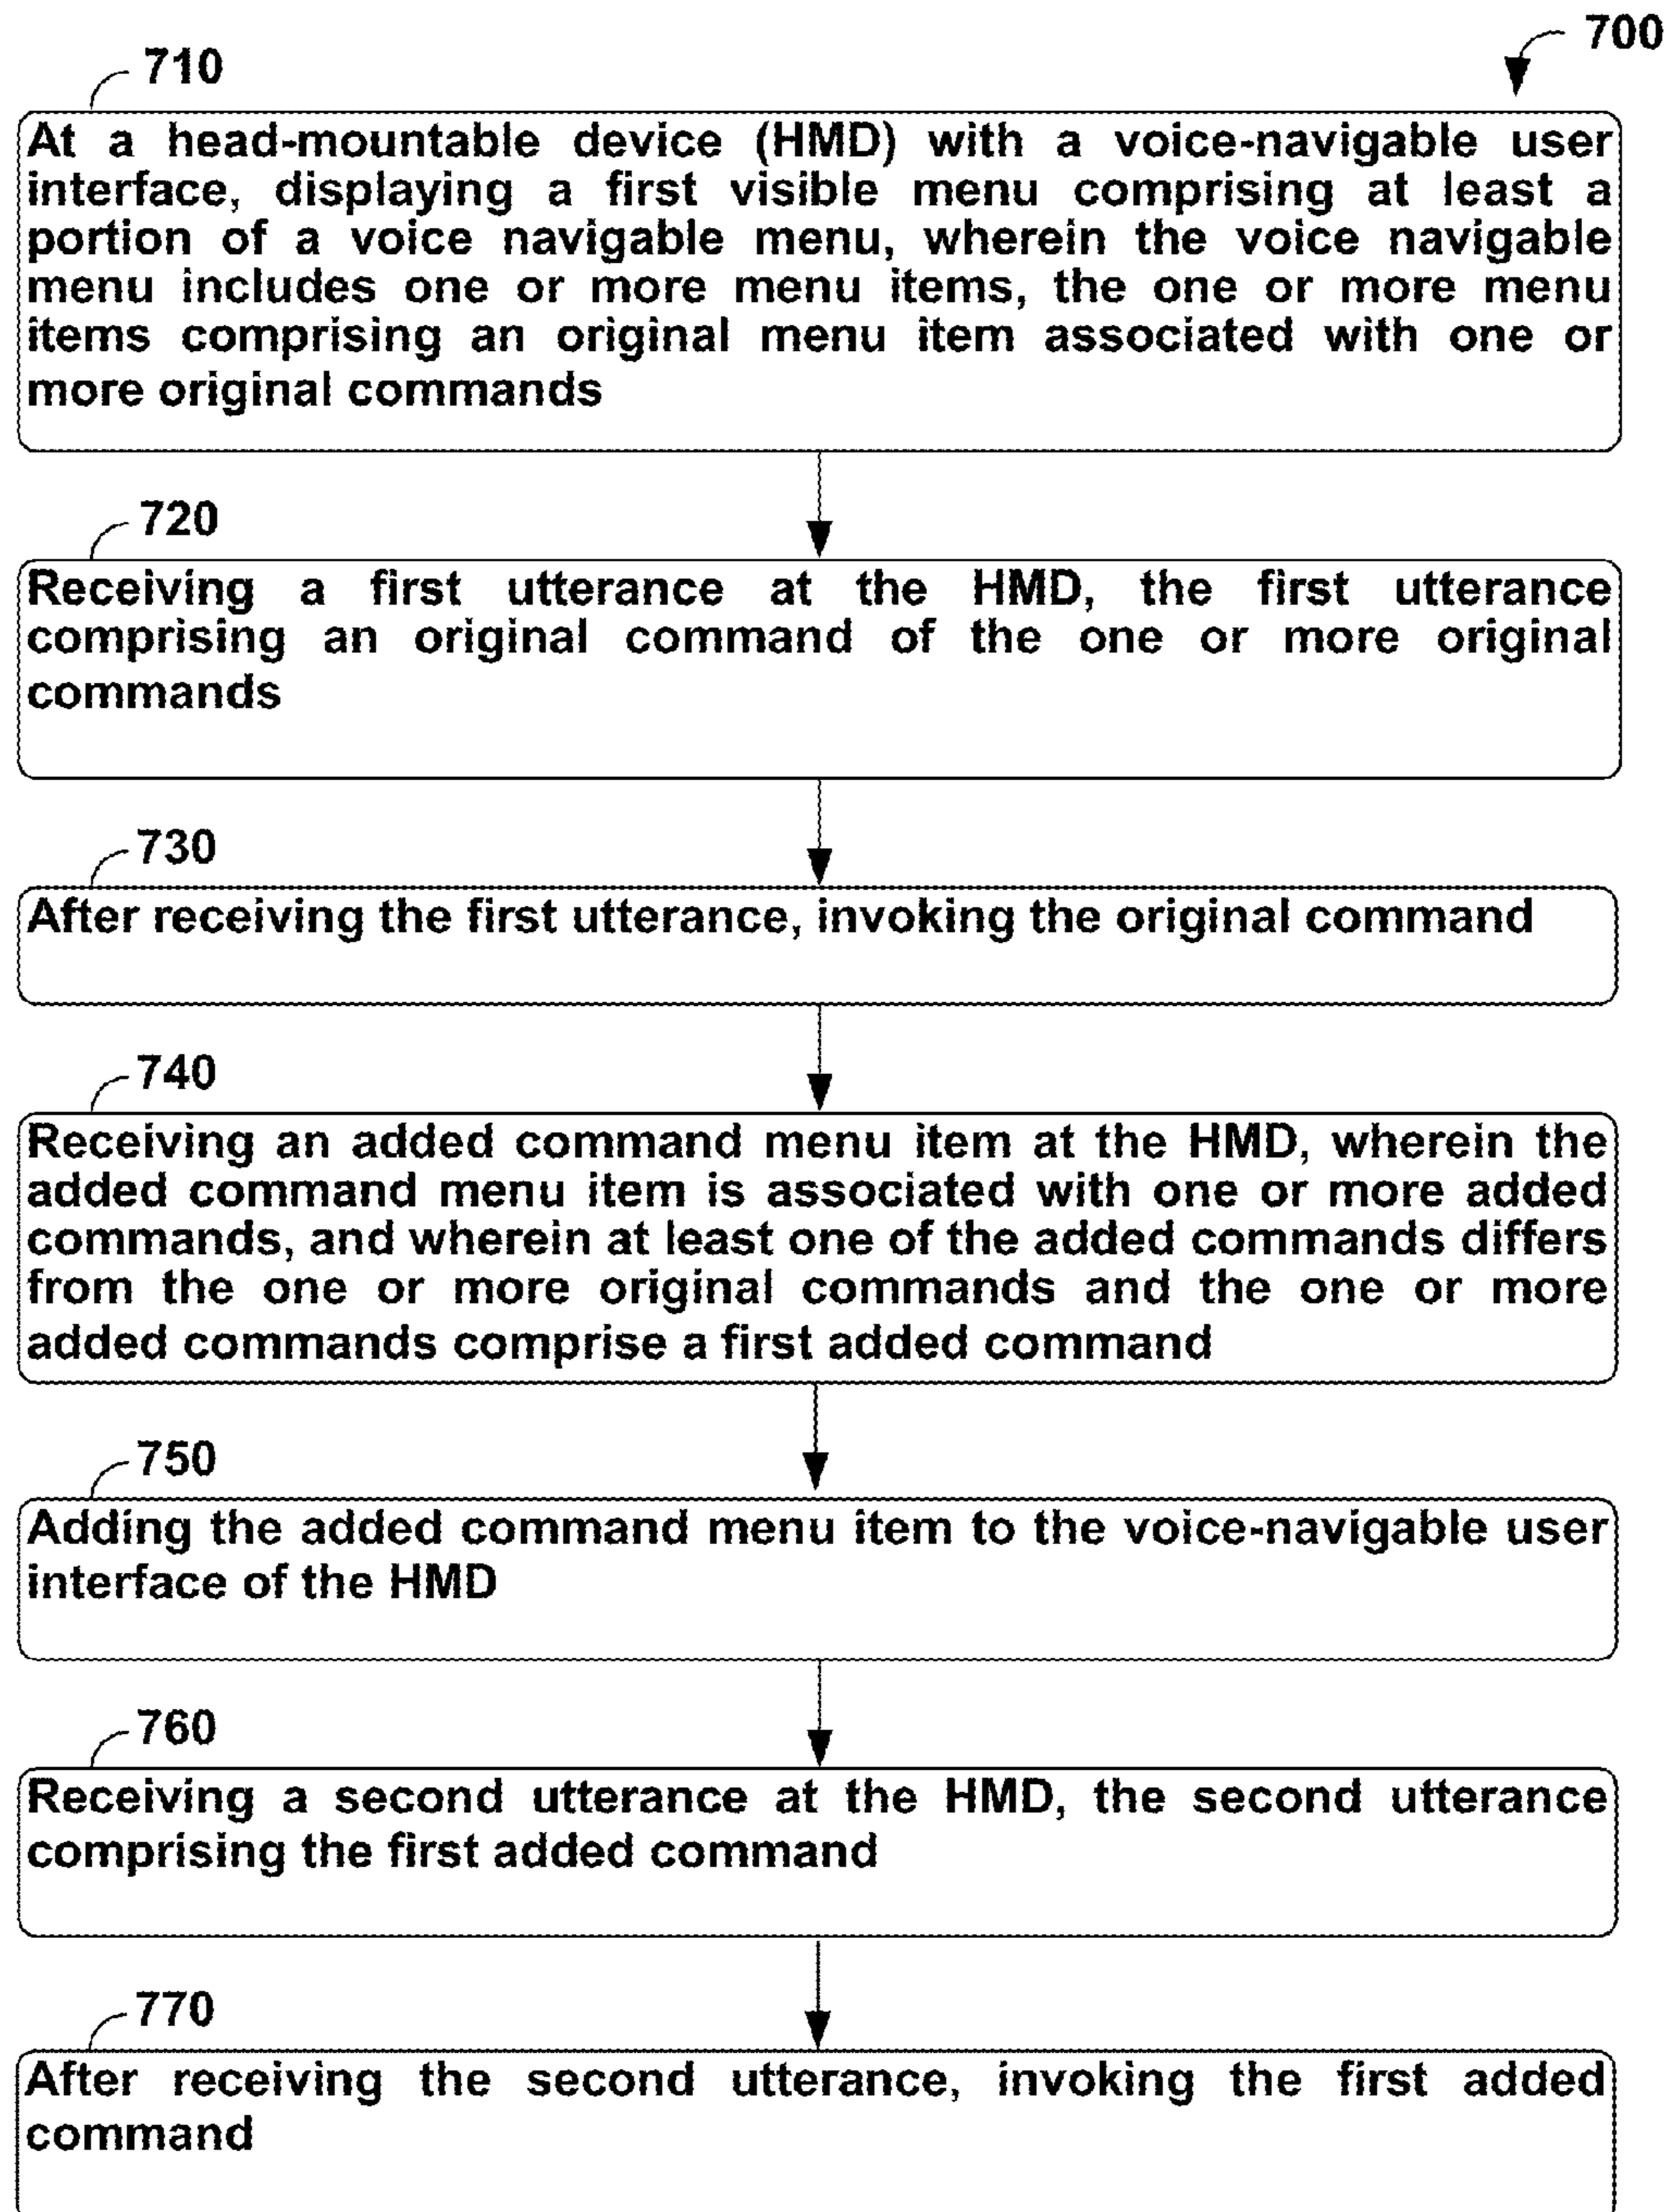 700
710
At a head-mountable device (HMD) with a voice-navigable user
interface, displaying a first visible menu comprising at least a
portion of a voice navigable menu, wherein the voice navigable
menu includes one or more menu items, the one or more menu
items comprising an original menu item associated with one or
more original commands
720
Receiving a first utterance at the HMD, the first utterance
comprising an original command of the one or more original
commands
730
After receiving the first utterance, invoking the original command
740
Receiving an added command menu item at the HMD, wherein the
added command menu item is associated with one or more added
commands, and wherein at least one of the added commands differs
from the one or more original commands and the one or more
added commands comprise a first added command
750
Adding the added command menu item to the voice-navigable user
interface of the HMD
760
Receiving a second utterance at the HMD, the second utterance
comprising the first added command
770
After receiving the second utterance, invoking the first added
command